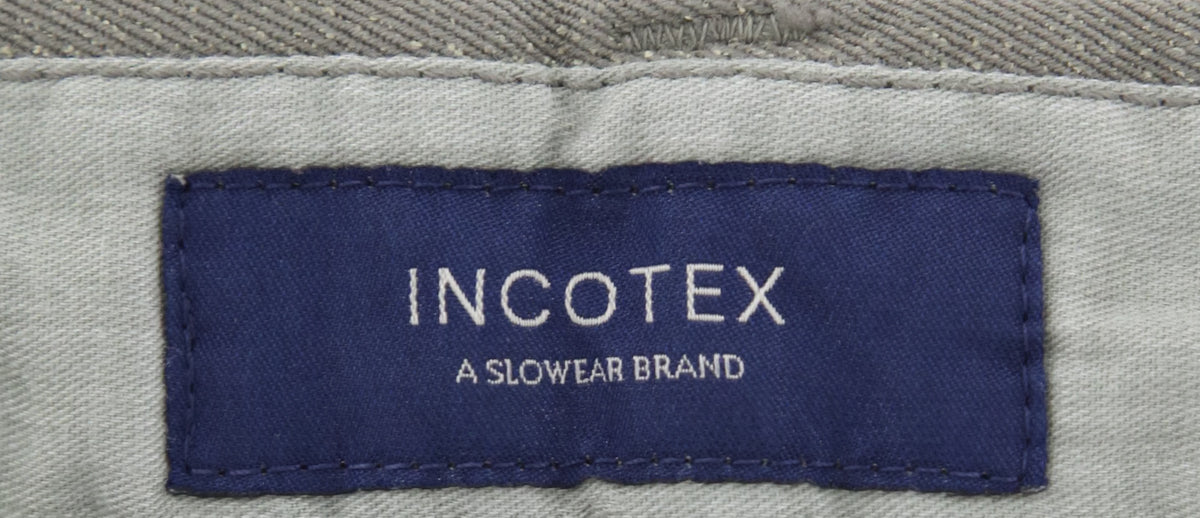 INCOTEX
A SLOWEAR BRAND